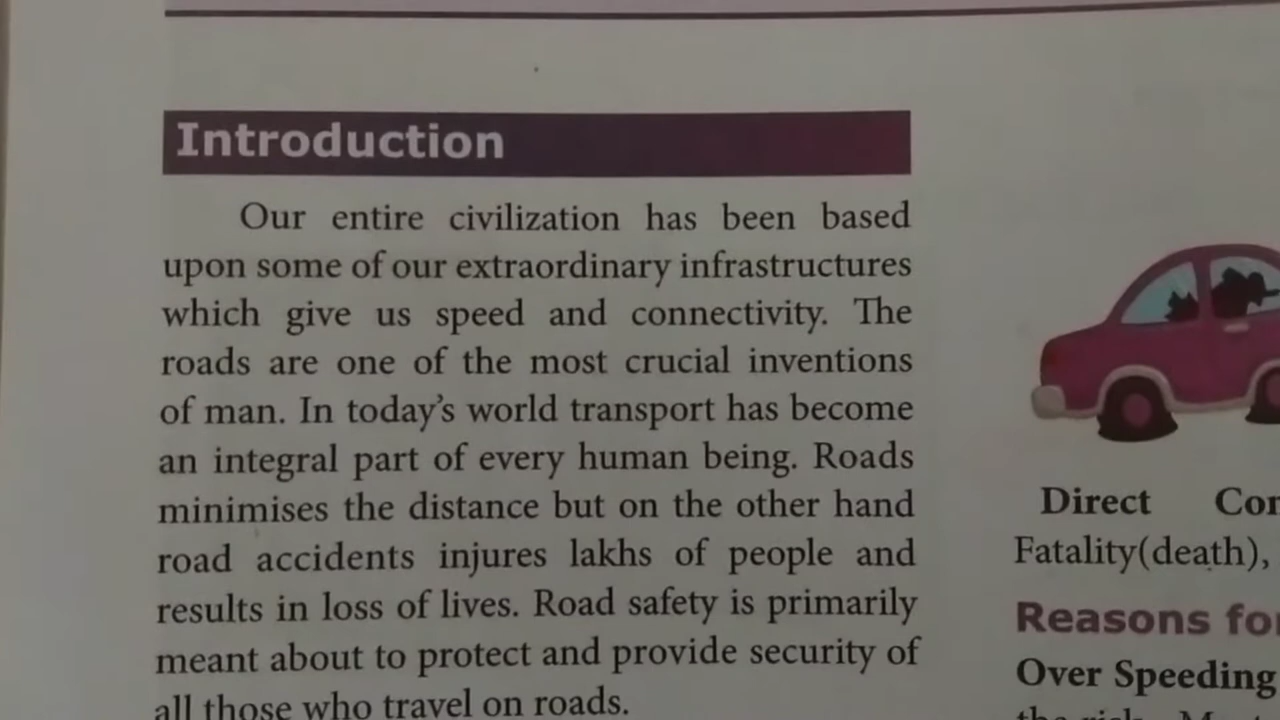 Introduction
Our entire civilization has been based
upon some of our extraordinary infrastructures
which give us speed and connectivity. The
roads are one of the most crucial inventions
of man. In today's world transport has become
an integral part of every human being. Roads
minimises the distance but on the other hand
road accidents injures lakhs of people and
results in loss of lives. Road safety is primarily
meant about to protect and provide security of
all those who travel on roads.
Direct
Fatality(death),
Reasons
Over Speeding
the risk.